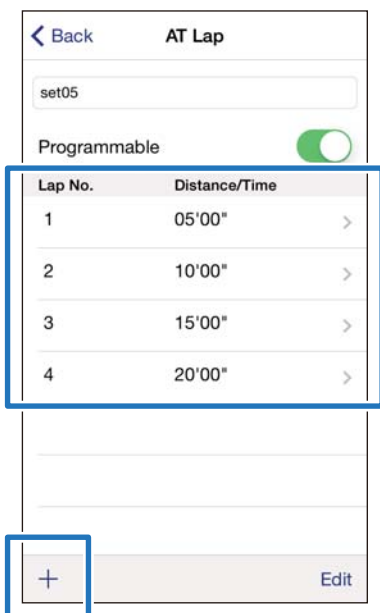 Back AT Lap
set05
Programmable
Lap No. Distance/Time
1 05'00"
2 10'00"
3 15'00"
4 20'00"
+ Edit